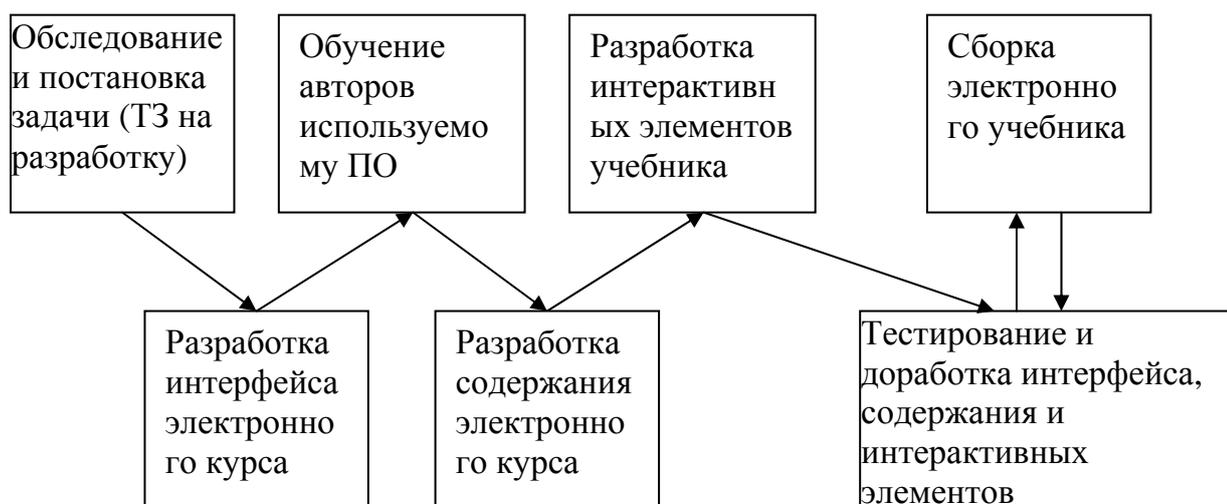 Обследование
и постановка
задачи (ТЗ на
разработку)
Обучение
авторов
используемо
му ПО
Разработка
интерактивн
ых элементов
учебника
Сборка
электронно
го учебника
Разработка
интерфейса
электронно
го курса
Разработка
содержания
электронно
го курса
Тестирование и
доработка интерфейса,
содержания и
интерактивных
элементов